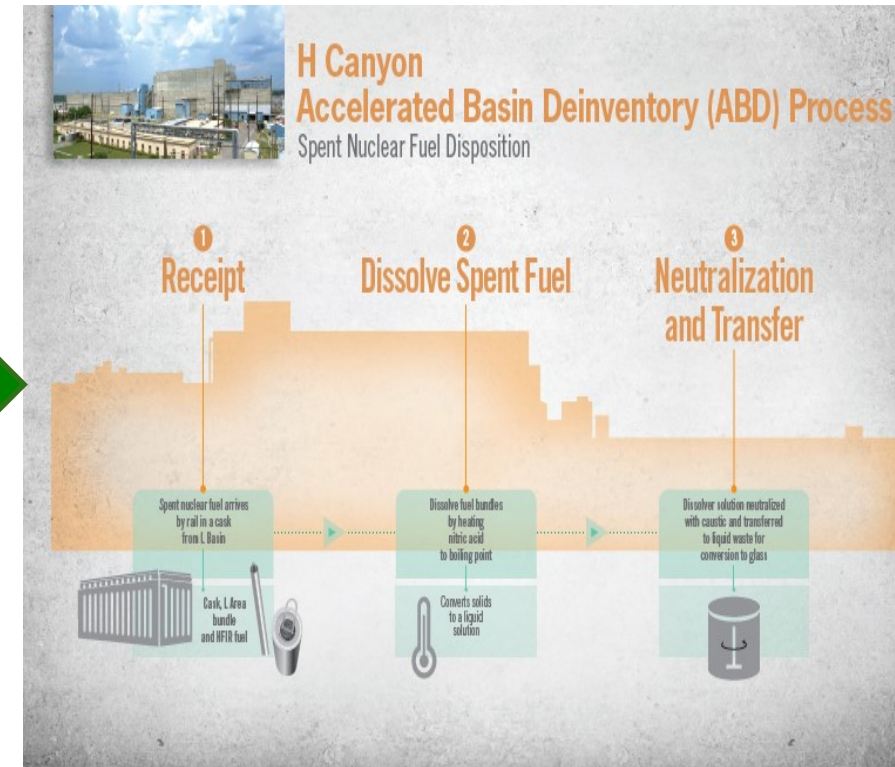 H Canyon
Accelerated Basin Deinventory (ABD) Process
Spent Nuclear Fuel Disposition
1
Receipt
2
Dissolve Spent Fuel
3
Neutralization
and Transfer
Spent nuclear fuel arrives
by rail in a cask
from L Basin
Cask, L Area
bundle
and HFIR fuel
Dissolve fuel bundles
by heating
nitric acid
to boiling point
Converts solids
to a liquid
solution
Dissolver solution neutralized
with caustic and transferred
to liquid waste for
conversion to glass